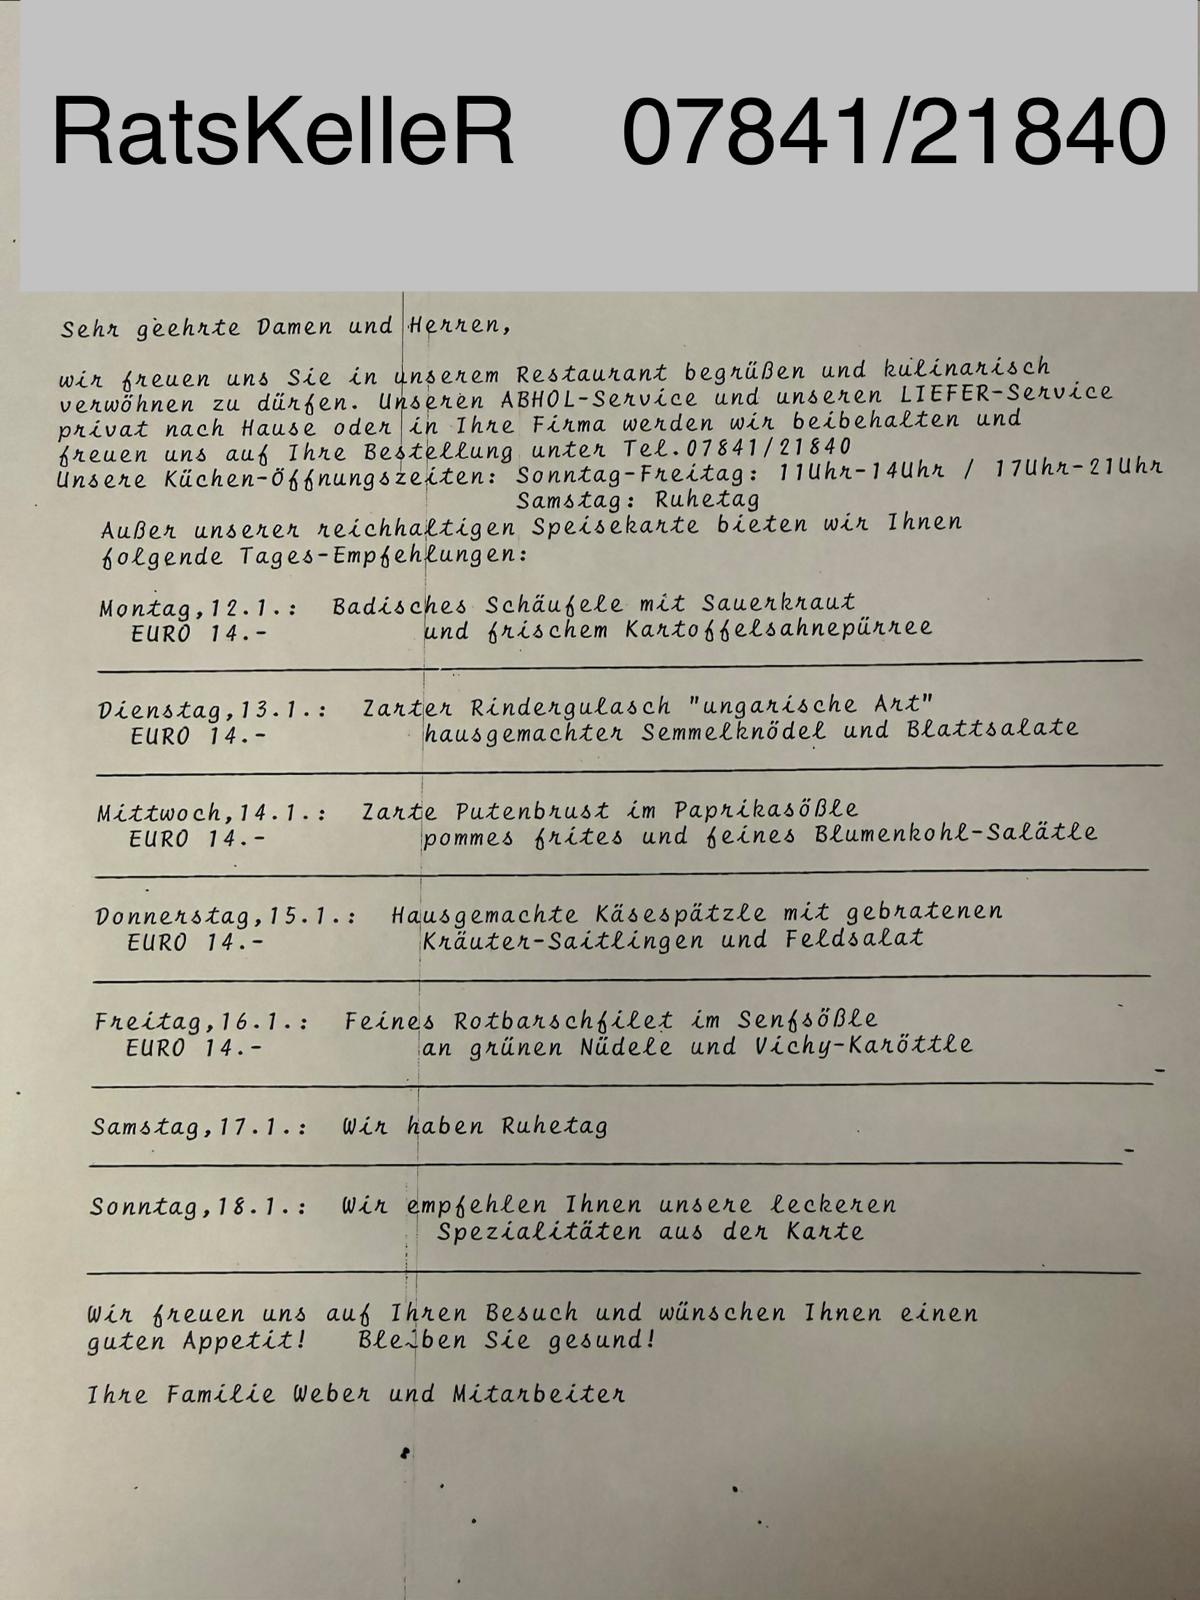 RatsKelleR 07841/21840
Sehr geehrte Damen und Herren,
wir freuen uns Sie in unserem Restaurant begrüßen und kulinarisch
verwöhnen zu dürfen. Unseren ABHOL-Service und unseren LIEFER-Service
privat nach Hause oder in Ihre Firma werden wir beibehalten und
freuen uns auf Ihre Bestellung unter Tel.07841/21840
Unsere Küchen-Öffnungszeiten: Sonntag-Freitag: 11Uhr-14Uhr / 17Uhr-21Uhr
Samstag: Ruhetag
Außer unserer reichhaltigen Speisekarte bieten wir Ihnen
folgende Tages-Empfehlungen:
Montag,12.1.: Badisches Schäufele mit Sauerkraut
EURO 14.- und frischem Kartoffelsahnepürree
Dienstag,13.1.: Zarter Rindergulasch "ungarische Art"
EURO 14.- hausgemachter Semmelknödel und Blattsalate
Mittwoch,14.1.: Zarte Putenbrust im Paprikasößle
EURO 14.- pommes frites und feines Blumenkohl-Salätle
Donnerstag,15.1.: Hausgemachte Käsespätzle mit gebratenen
EURO 14.- Kräuter-Saitlingen und Feldsalat
Freitag,16.1.: Feines Rotbarschfilet im Senfsößle
EURO 14.- an grünen Nüdele und Vichy-Karöttle
Samstag,17.1.: Wir haben Ruhetag
Sonntag,18.1.: Wir empfehlen Ihnen unsere leckeren
Spezialitäten aus der Karte
Wir freuen uns auf Ihren Besuch und wünschen Ihnen einen
guten Appetit! Bleiben Sie gesund!
Ihre Familie Weber und Mitarbeiter